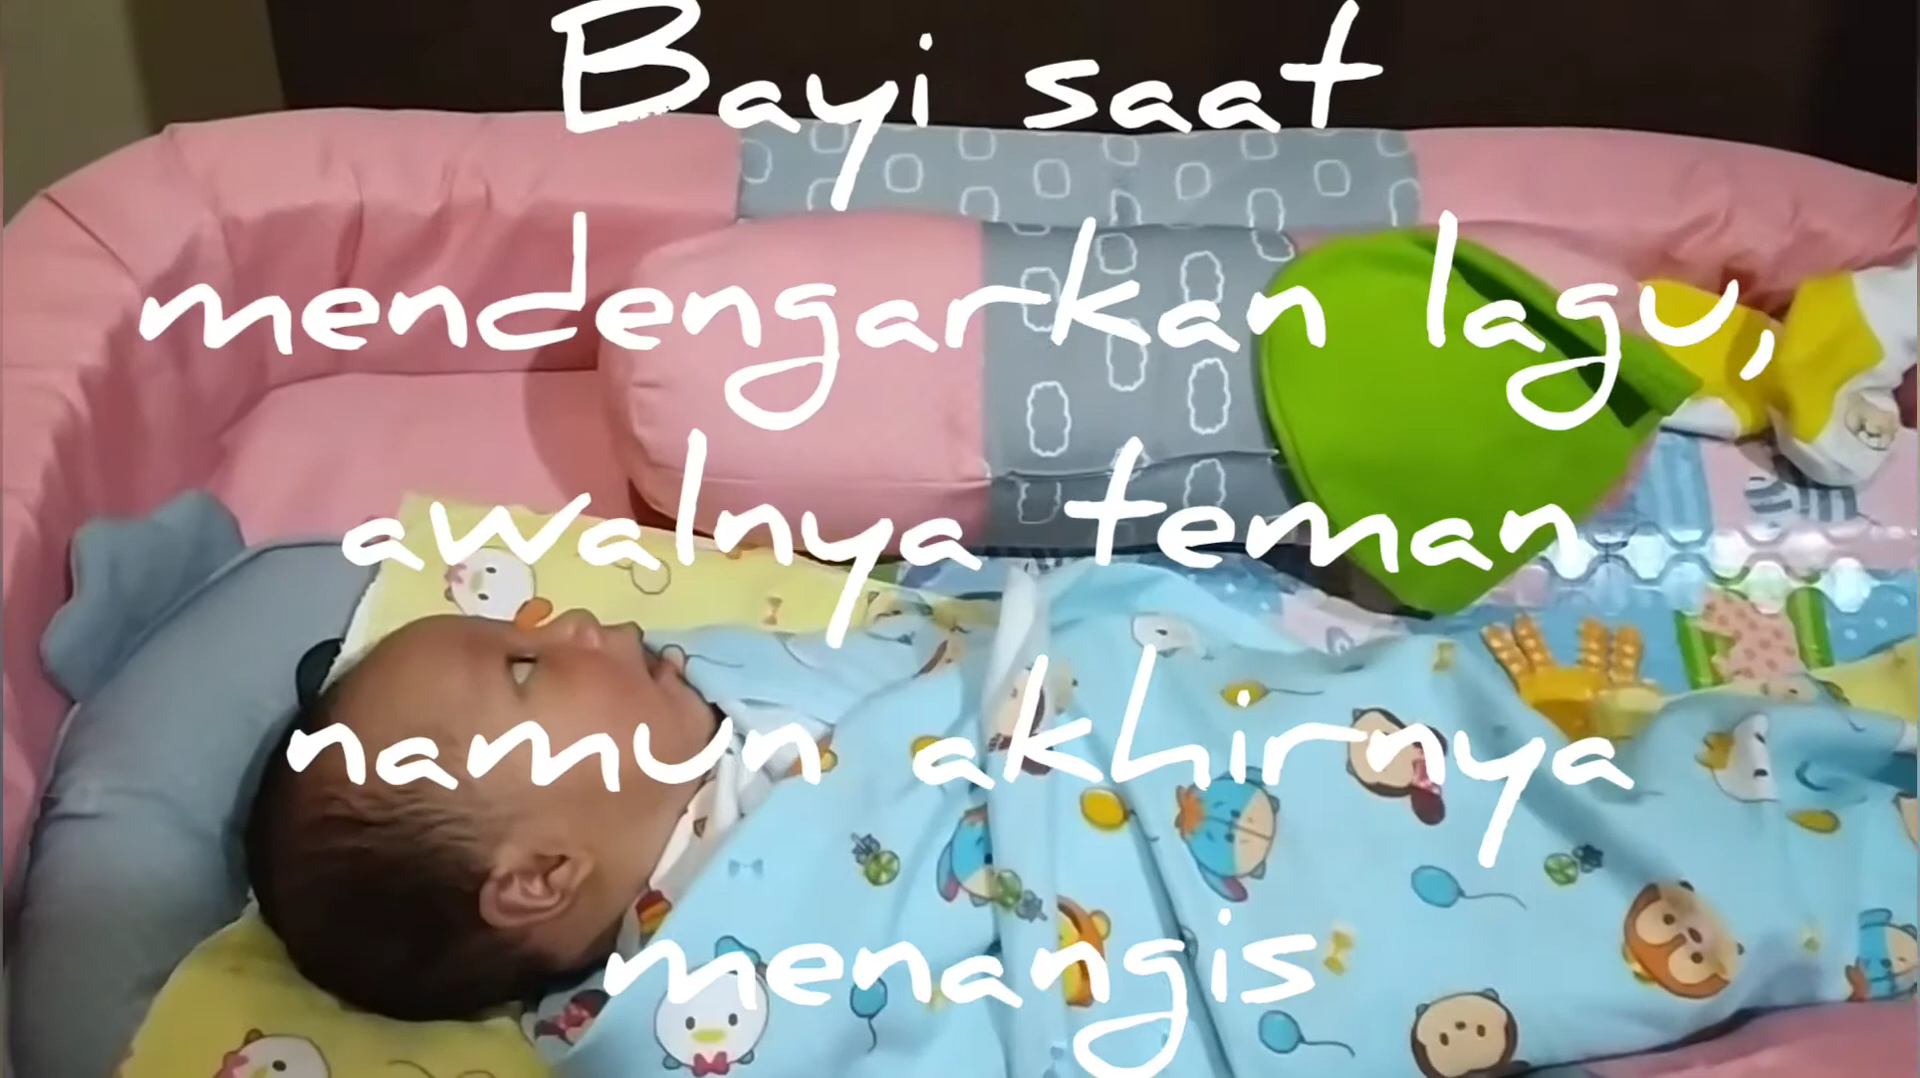 Bayi saat
mendengarkan lagu,
awalnya teman
namun akhirnya
menangis